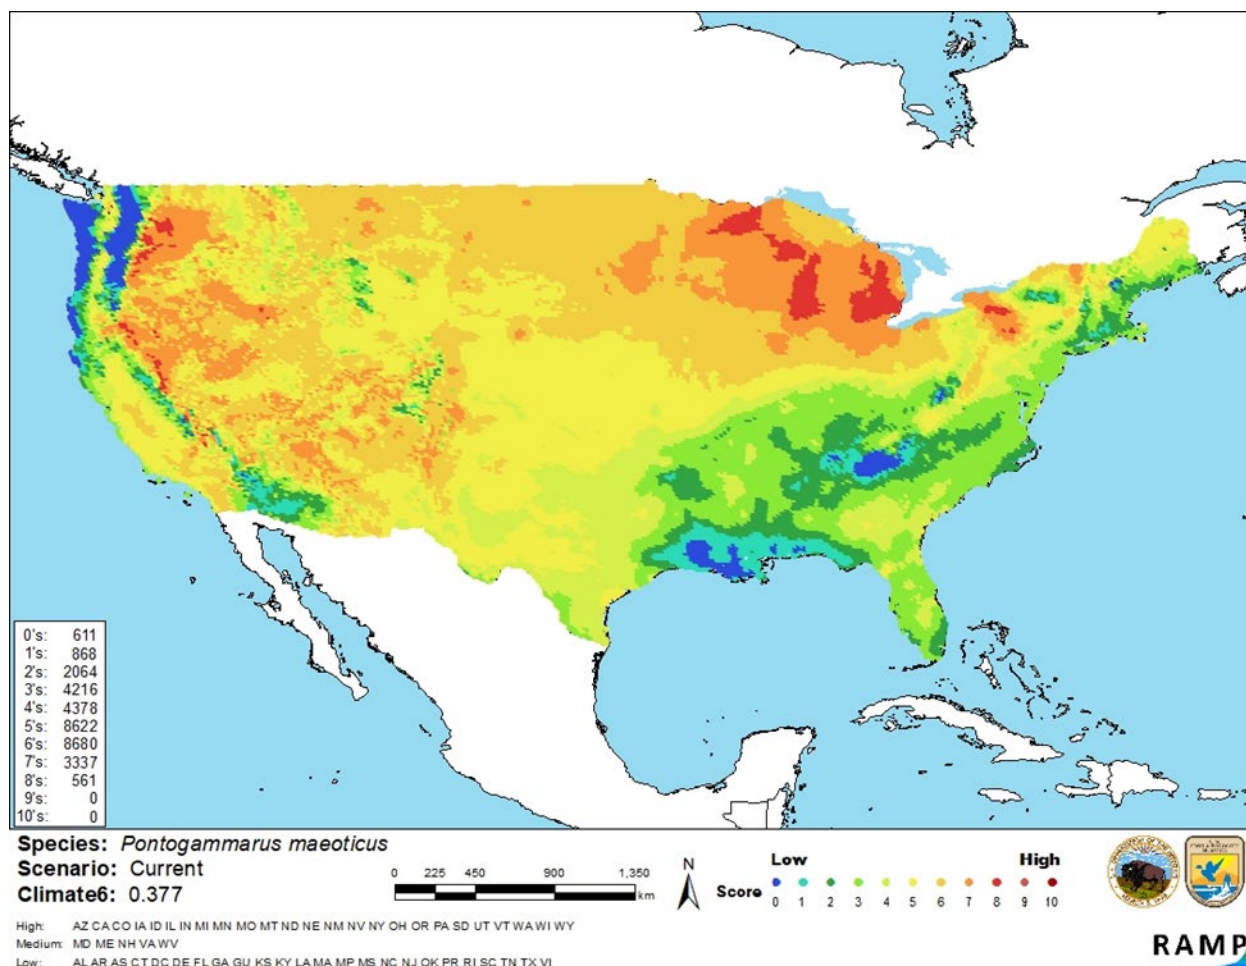 0's: 611
1's: 868
2's: 2064
3's: 4216
4's: 4378
5's: 8622
6's: 8680
7's: 3337
8's: 561
9's: 0
10's: 0
Species: Pontogammarus maeoticus
Scenario: Current
Climate6: 0.377
0 225 450 900 1,350
km
N
Low High
Score
0 1 2 3 4 5 6 7 8 9 10
High: AZ CA CO IA ID IL IN MI MN MO MT ND NE NM NV NY OH OR PA SD UT VT WA WI WY
Medium: MD ME NH VA WV
Low: AL AR AS CT DC DE FL GA GU KS KY LA MA MP MS NC NJ OK PR RI SC TN TX VI
RAMP